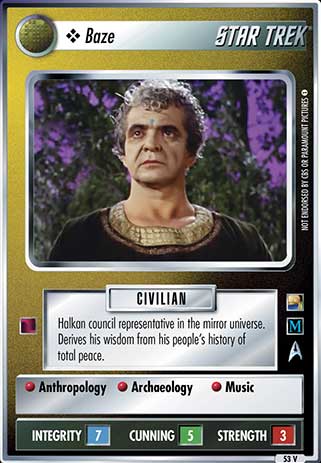 ❖ Baze
STAR TREK
NOT ENDORSED BY CBS OR PARAMOUNT PICTURES
CIVILIAN
Halkan council representative in the mirror universe.
Derives his wisdom from his people's history of
total peace.
M
Anthropology Archaeology Music
INTEGRITY 7 CUNNING 5 STRENGTH 3
53 V